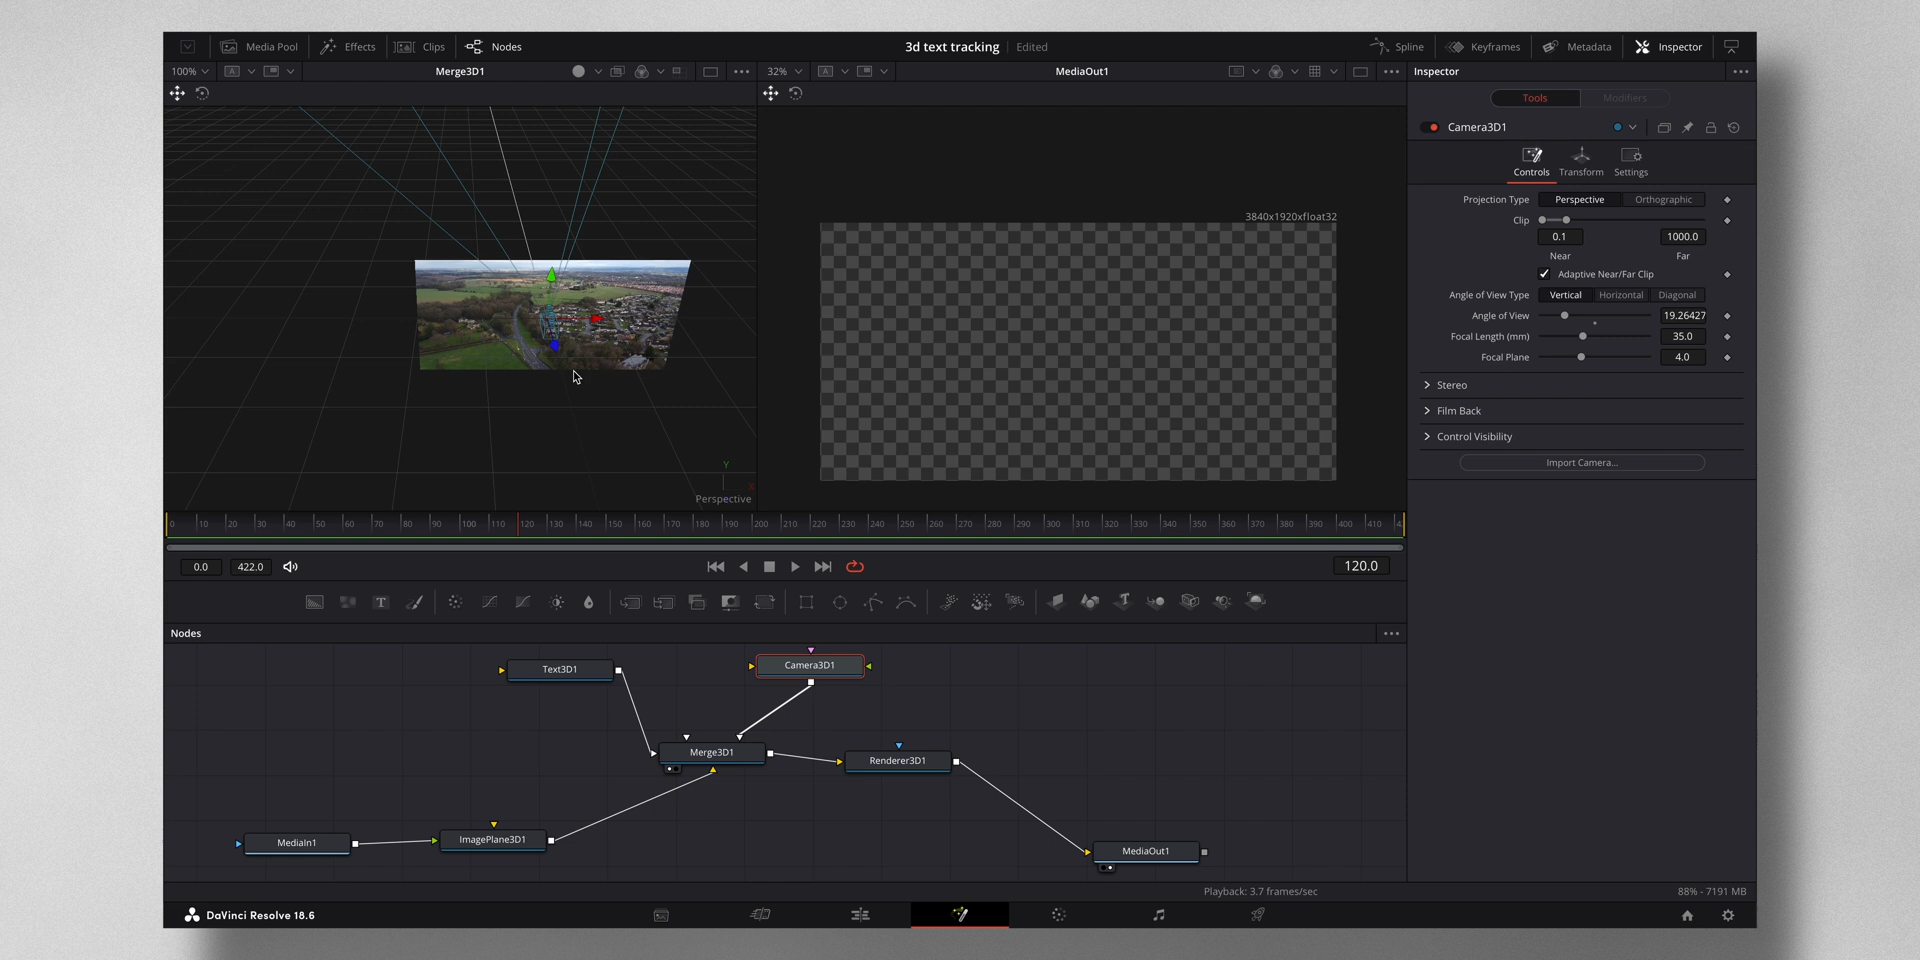 Media Pool Effects Clips Nodes 3d text tracking Edited Spline Keyframes Metadata Inspector
100% Merge3D1 32% MediaOut1 Inspector
Tools Modifiers
Camera3D1
Controls Transform Settings
Projection Type Perspective Orthographic
3840x1920xfloat32
Clip
0.1 1000.0
Near Far
Adaptive Near/Far Clip
Angle of View Type Vertical Horizontal Diagonal
Angle of View 19.26427
Focal Length (mm) 35.0
Focal Plane 4.0
Stereo
Film Back
Control Visibility
Import Camera...
Y
X
Perspective
0 10 20 30 40 50 60 70 80 90 100 110 120 130 140 150 160 170 180 190 200 210 220 230 240 250 260 270 280 290 300 310 320 330 340 350 360 370 380 390 400 410
0.0 422.0 120.0
Nodes
Text3D1 Camera3D1
Merge3D1 Renderer3D1
MediaIn1 ImagePlane3D1 MediaOut1
Playback: 3.7 frames/sec 88% - 7191 MB
DaVinci Resolve 18.6